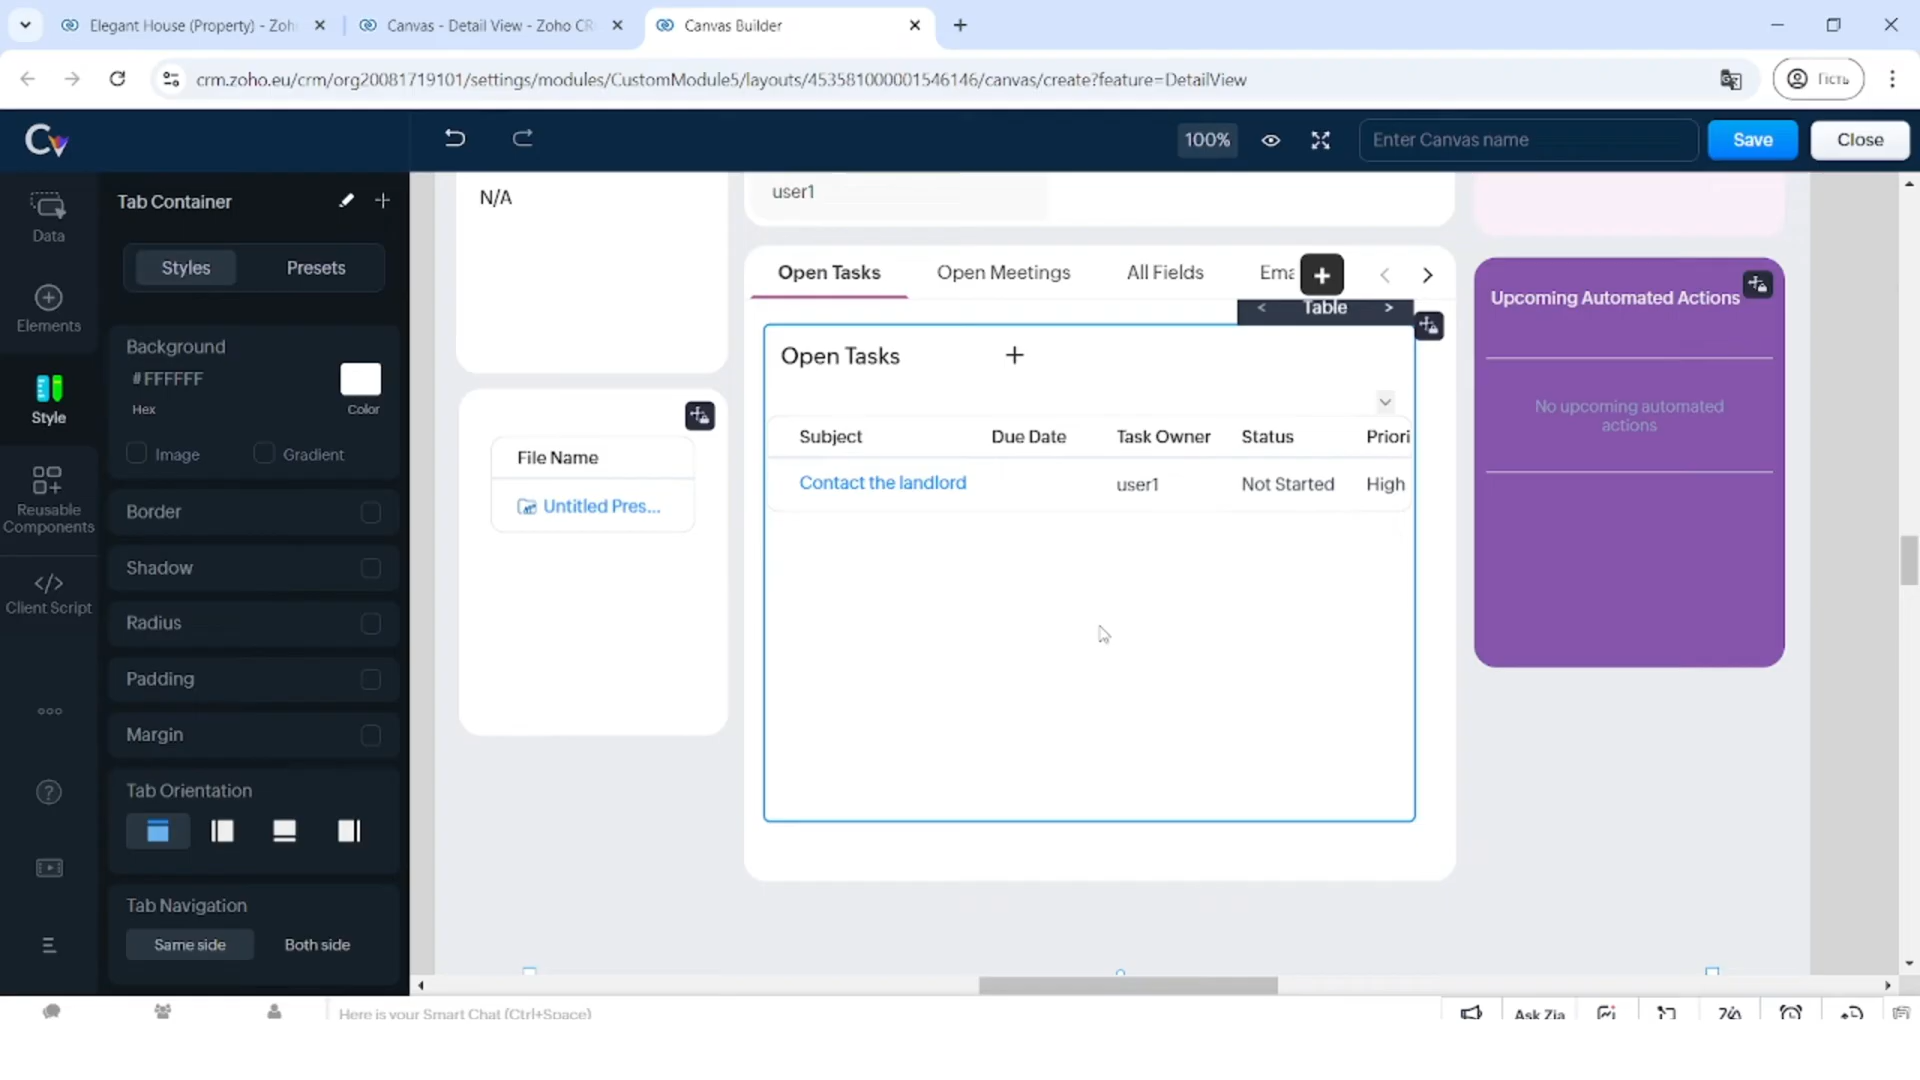 Elegant House (Property) - Zoh
Canvas - Detail View - Zoho CR
Canvas Builder
crm.zoho.eu/crm/org20081719101/settings/modules/CustomModule5/layouts/453581000001546146/canvas/create?feature=DetailView
Гість
100%
Enter Canvas name
Save
Close
Data
Elements
Style
Reusable
Components
Client Script
Tab Container
Styles
Presets
Background
#FFFFFF
Hex
Color
Image
Gradient
Border
Shadow
Radius
Padding
Margin
Tab Orientation
Tab Navigation
Same side
Both side
N/A
File Name
Untitled Pres...
user1
Open Tasks
Open Meetings
All Fields
Ema
Table
Open Tasks
Subject
Due Date
Task Owner
Status
Priori
Contact the landlord
user1
Not Started
High
Upcoming Automated Actions
No upcoming automated
actions
Here is your Smart Chat (Ctrl+Space)
Ask Zia